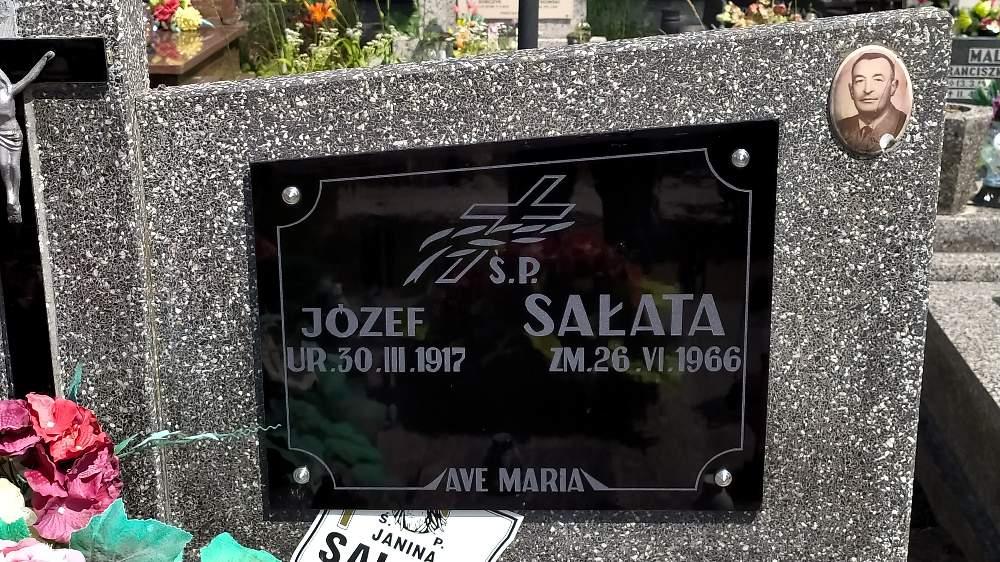 Ś.P.
JÓZEF SAŁATA
UR.30.III.1917 ZM.26.VI.1966
AVE MARIA
Ś. P.
JANINA